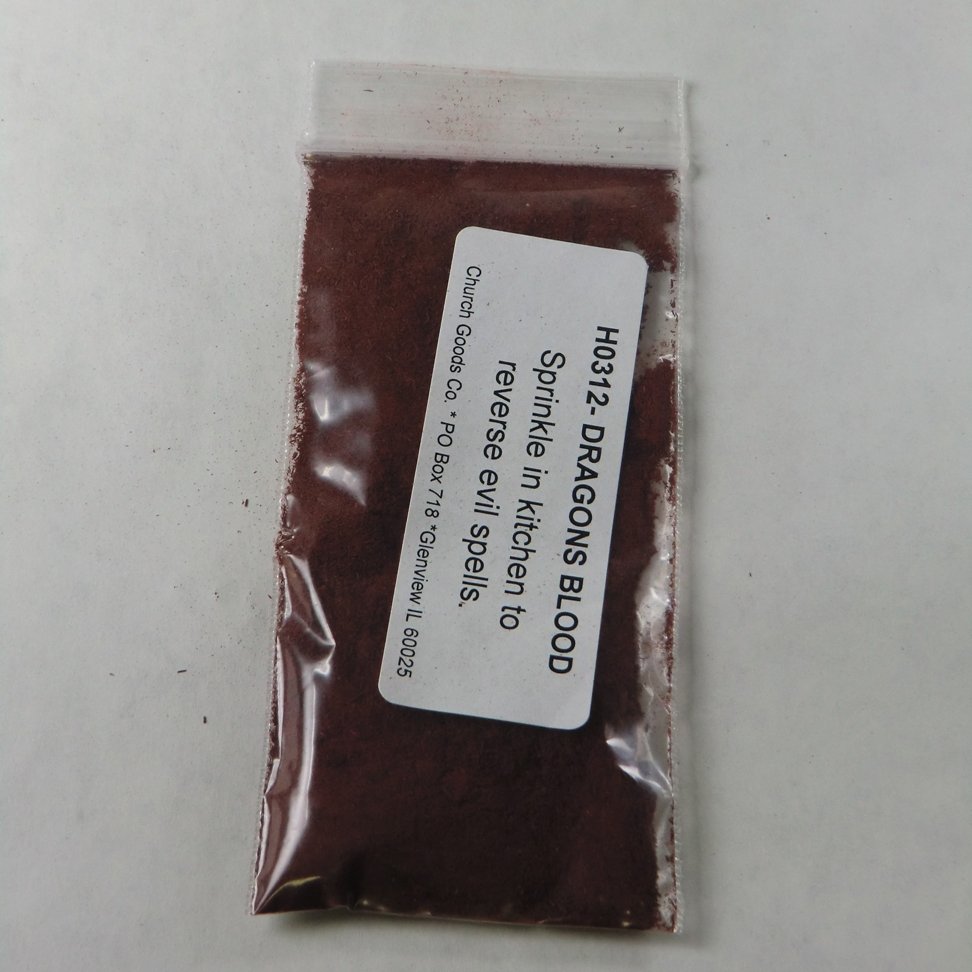 H0312- DRAGONS BLOOD
Sprinkle in kitchen to
reverse evil spells.
Church Goods Co. * PO Box 718 *Glenview IL 60025